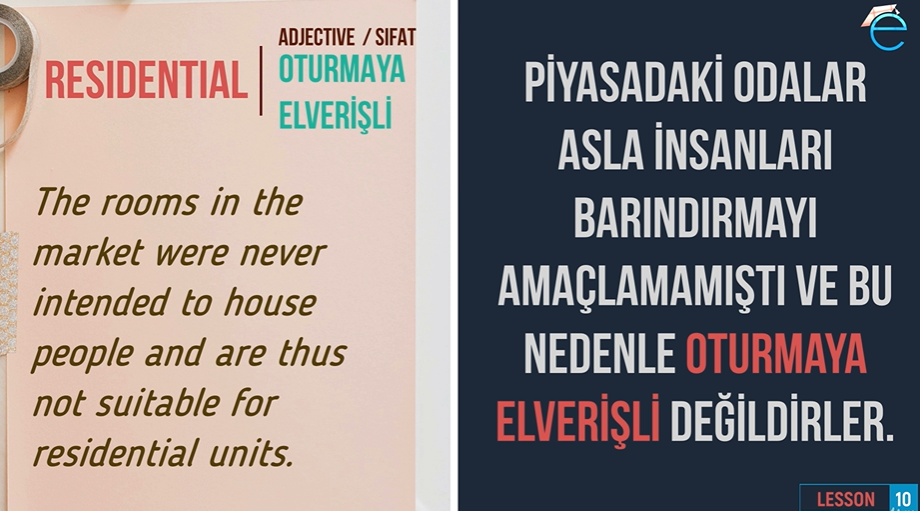 RESIDENTIAL
ADJECTIVE / SIFAT
OTURMAYA
ELVERİŞLİ
The rooms in the
market were never
intended to house
people and are thus
not suitable for
residential units.
PİYASADAKİ ODALAR
ASLA İNSANLARI
BARINDIRMAYI
AMAÇLAMAMIŞTI VE BU
NEDENLE OTURMAYA
ELVERİŞLİ DEĞİLDİRLER.
e
LESSON 10